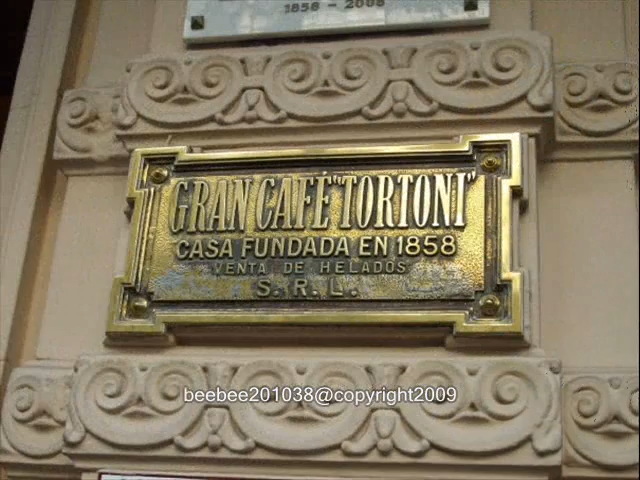 1858 - 2008
GRAN CAFÉ "TORTONI"
CASA FUNDADA EN 1858
VENTA DE HELADOS
S. R. L.
beebee201038@copyright2009